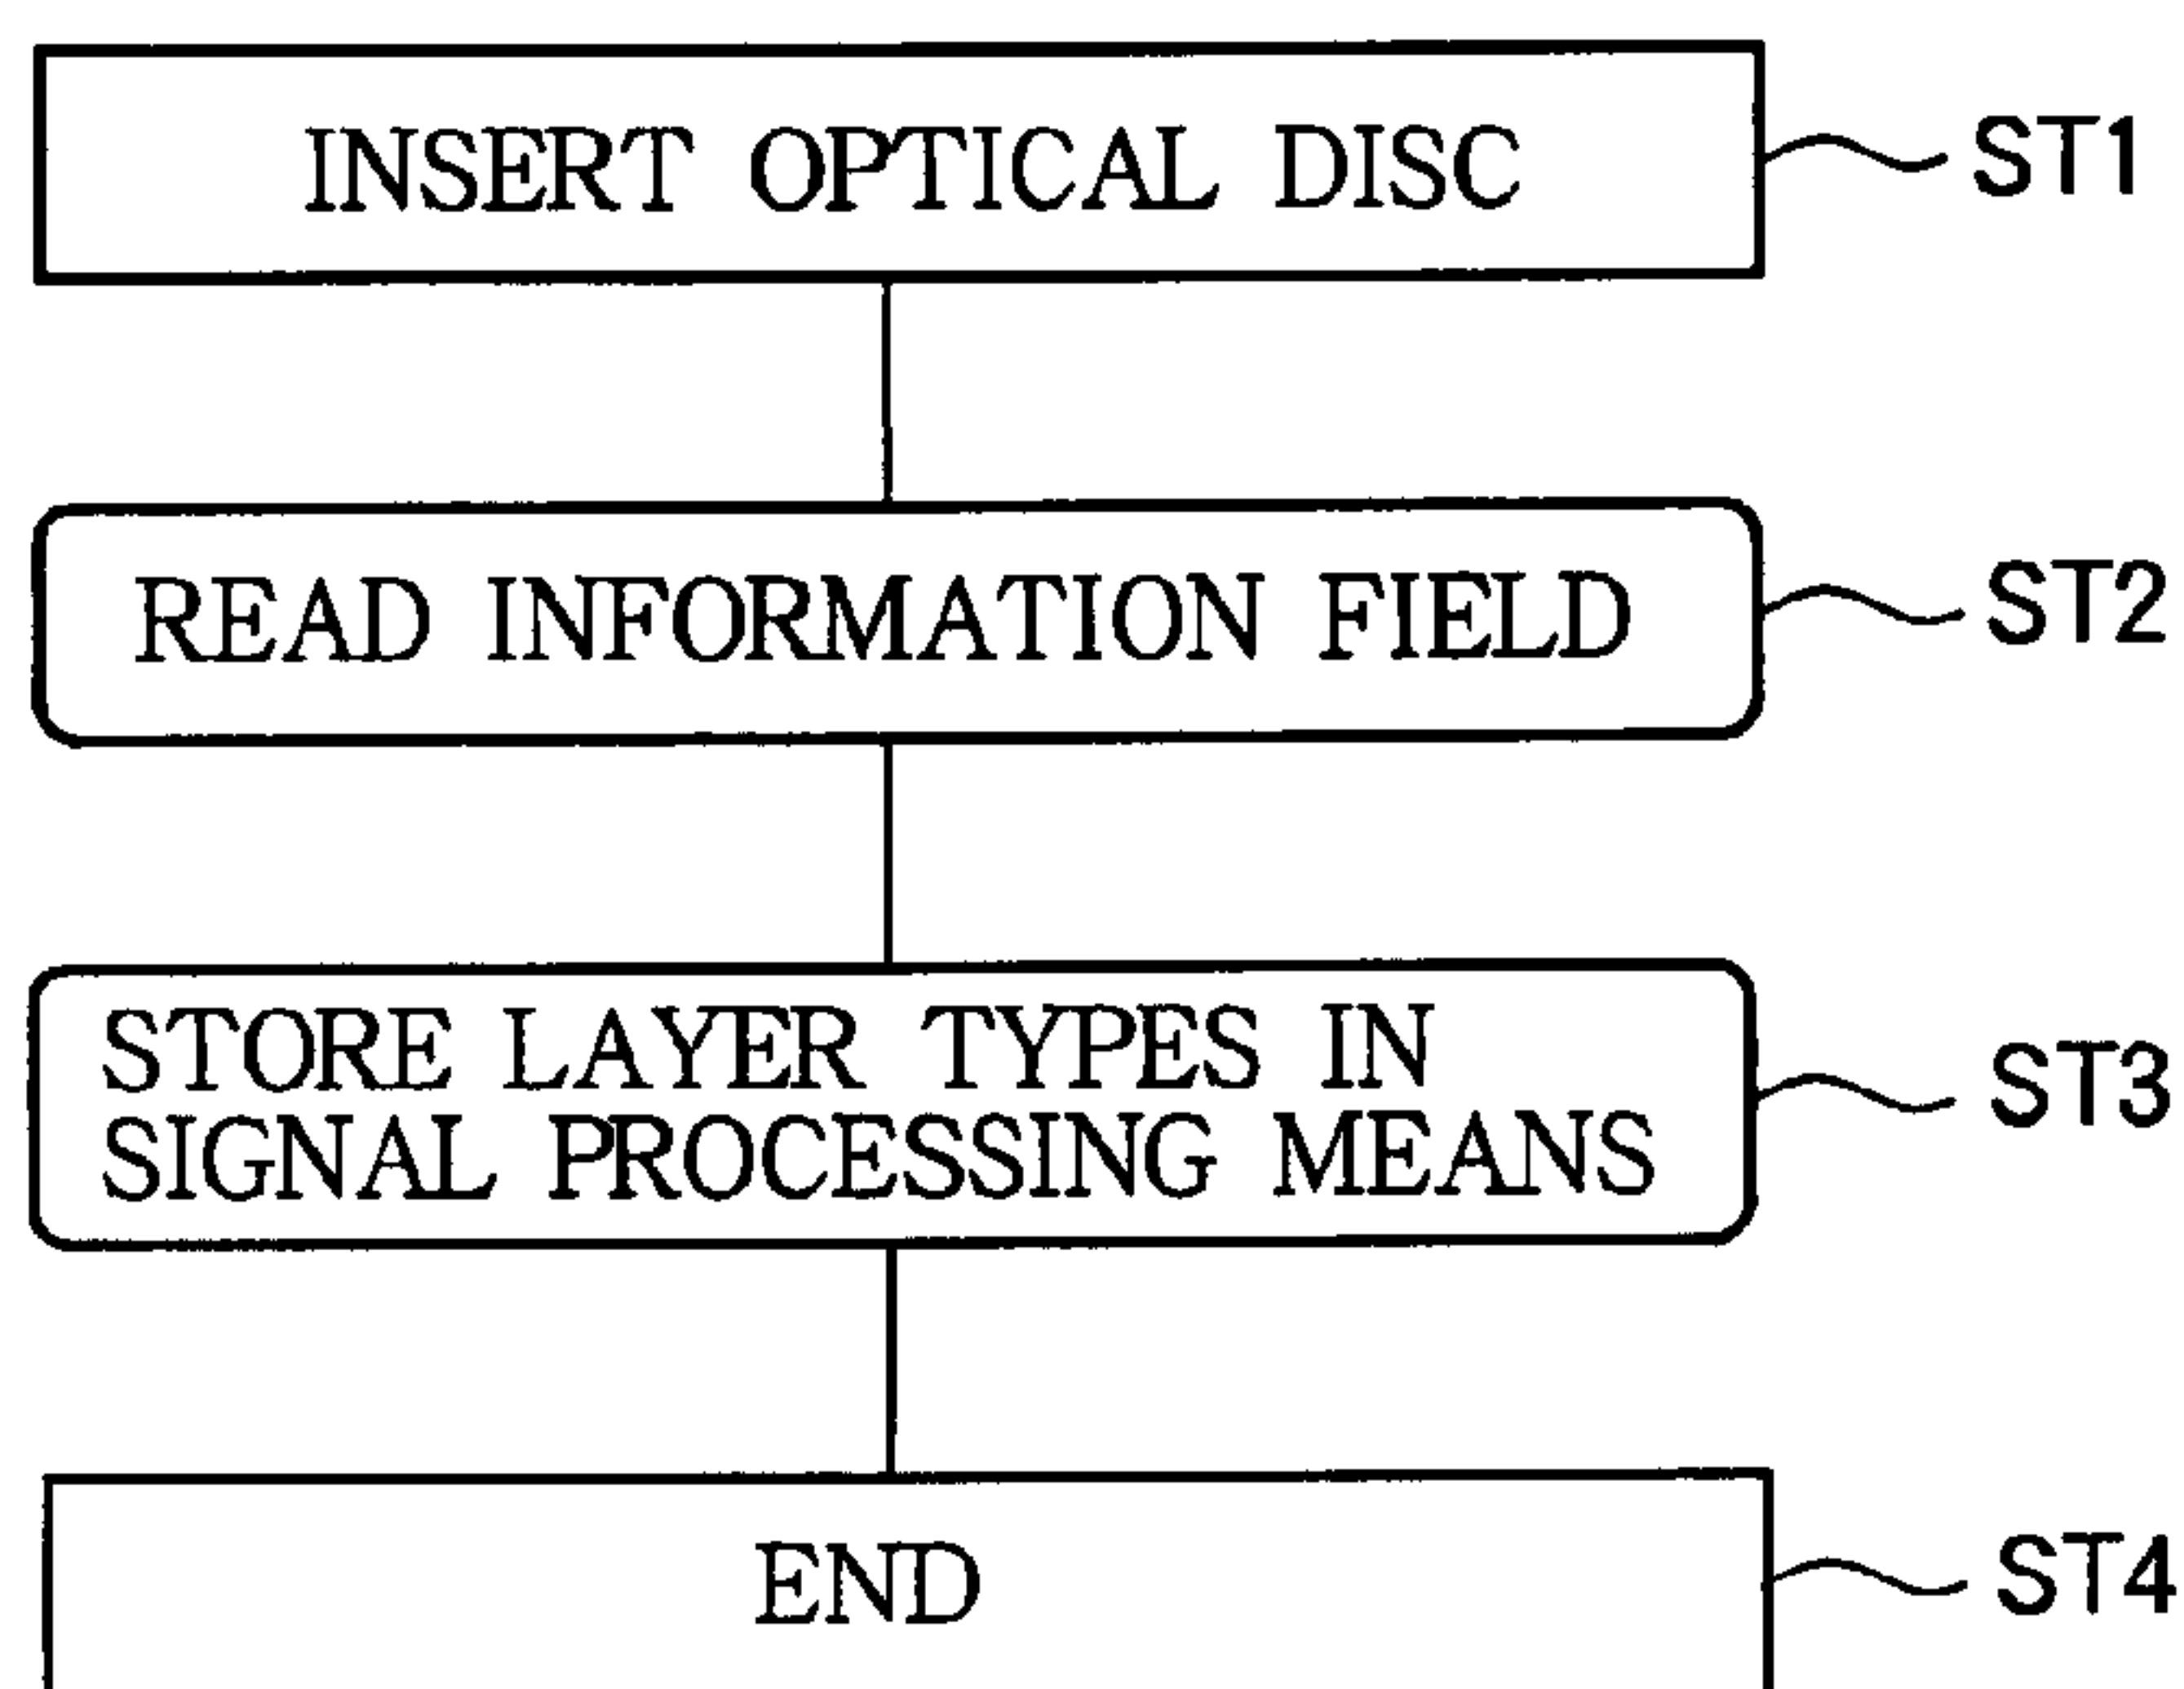 INSERT OPTICAL DISC
ST1
READ INFORMATION FIELD
ST2
STORE LAYER TYPES IN
SIGNAL PROCESSING MEANS
ST3
END
ST4